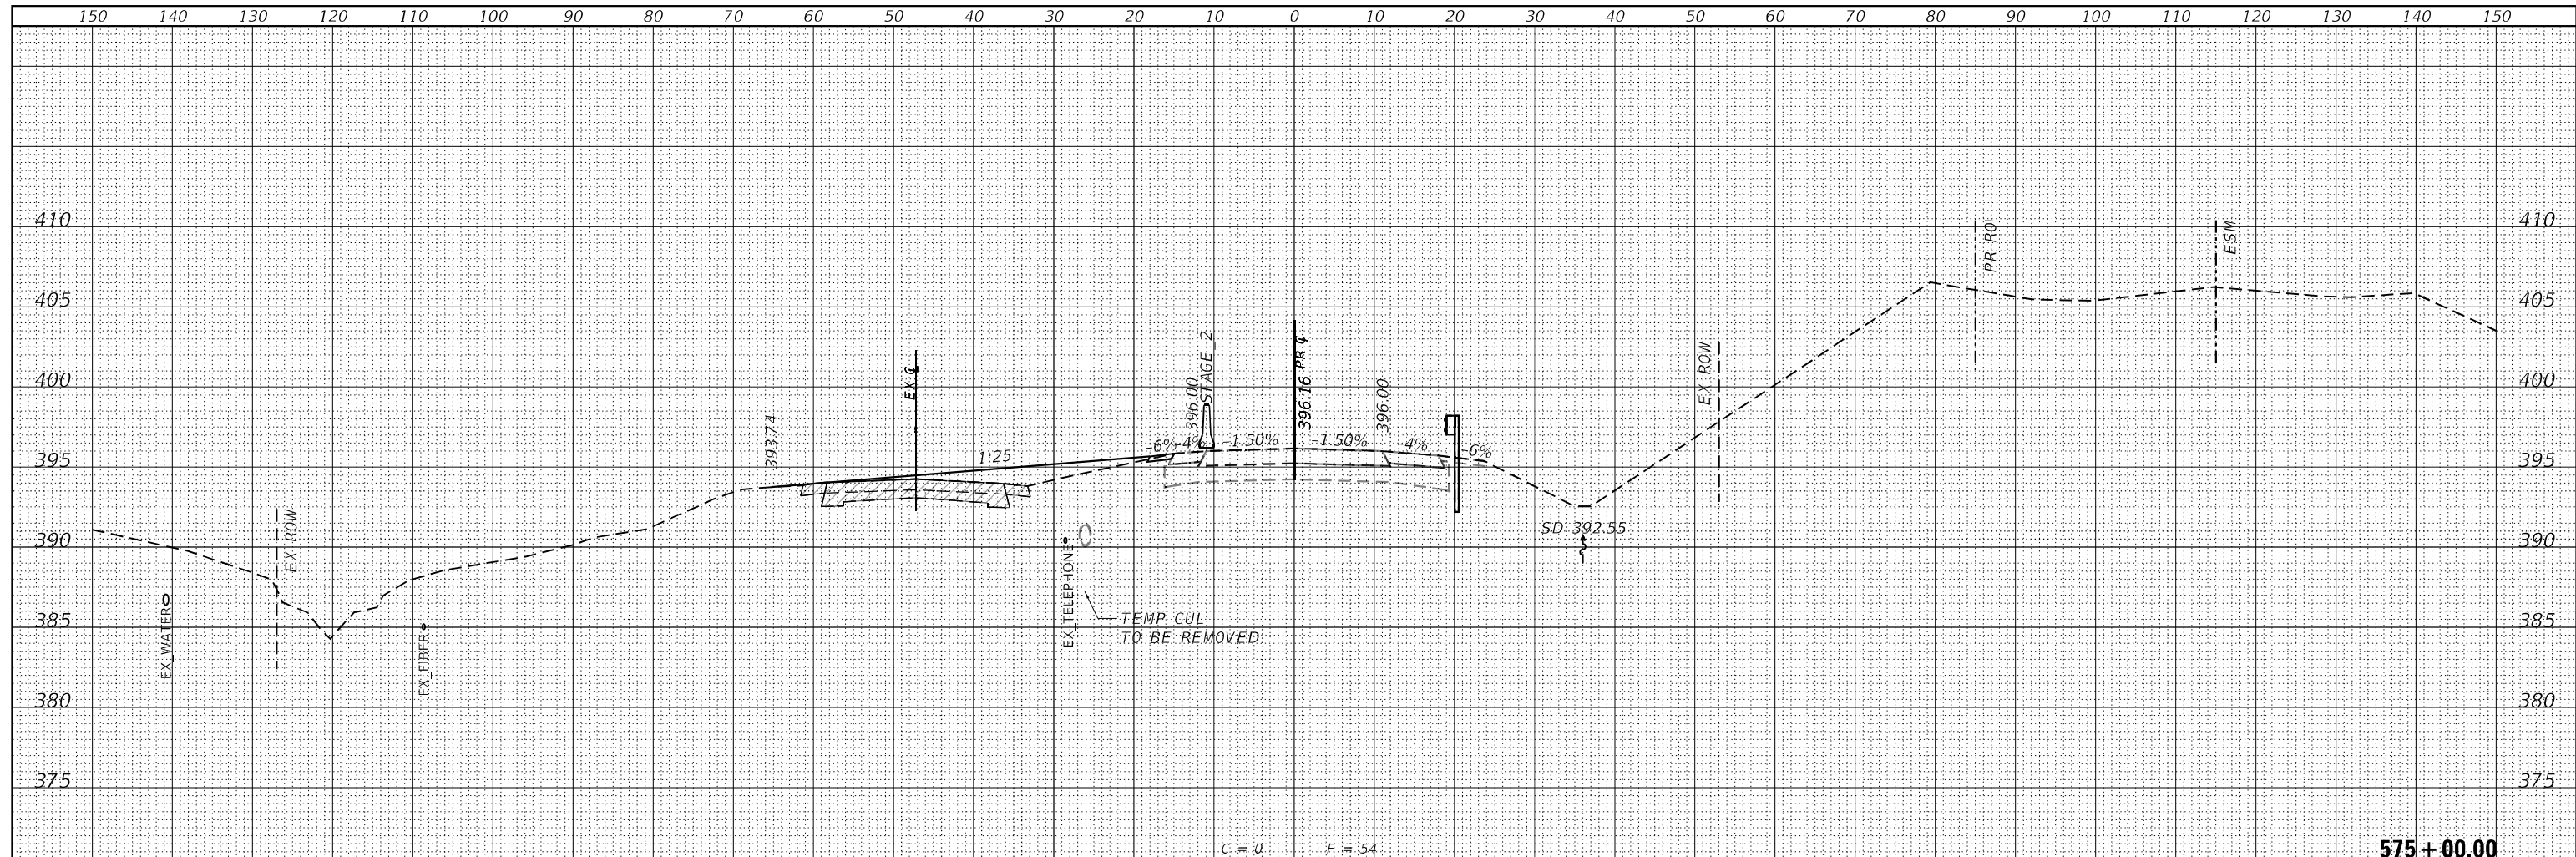 150 140 130 120 110 100 90 80 70 60 50 40 30 20 10 0 10 20 30 40 50 60 70 80 90 100 110 120 130 140 150
410 410
PR RO
ESM
405 405
400 400
EX ROW
EX ℄
STAGE_2
396.00
396.16 PR ℄
396.00
393.74
395 395
1:25
-6% -4% -1.50% -1.50% -4% -6%
390 390
EX ROW
SD 392.55
EX_WATER
EX_FIBER
EX_TELEPHONE
385 385
TEMP CUL
TO BE REMOVED
380 380
375 375
C = 0 F = 54
575+00.00